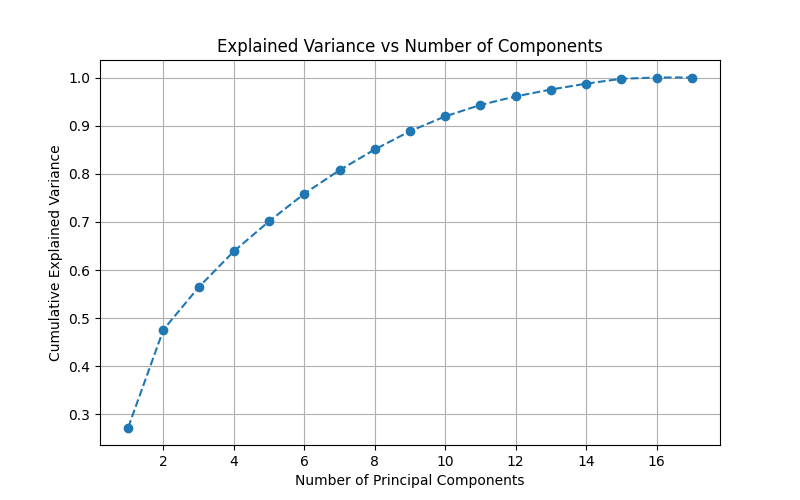 Explained Variance vs Number of Components
Cumulative Explained Variance
1.0
0.9
0.8
0.7
0.6
0.5
0.4
0.3
2 4 6 8 10 12 14 16
Number of Principal Components